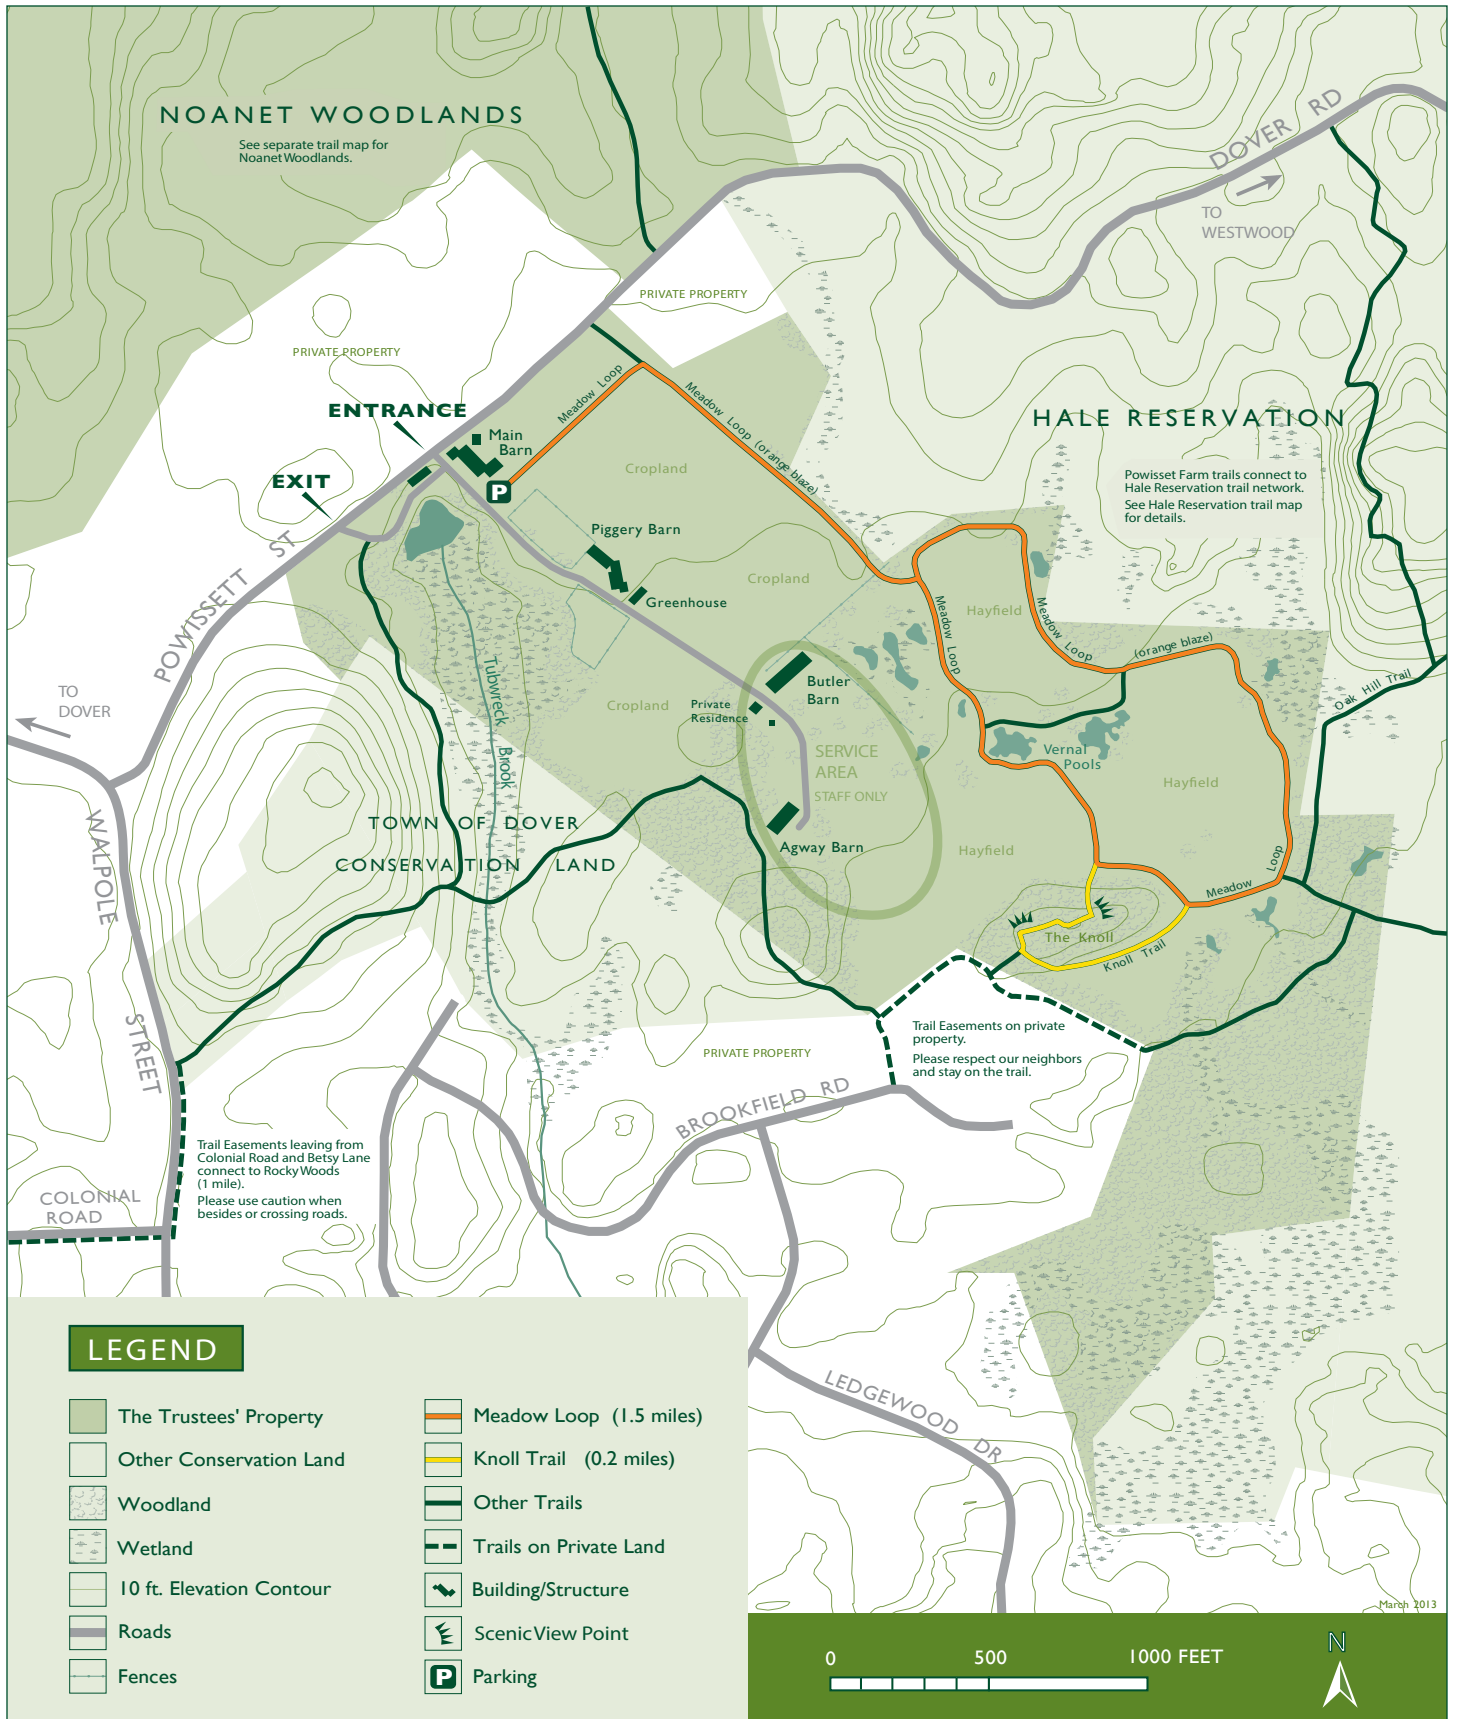 NOANET WOODLANDS
See separate trail map for
Noanet Woodlands.
DOVER RD
TO
WESTWOOD
PRIVATE PROPERTY
PRIVATE PROPERTY
ENTRANCE
EXIT
Main
Barn
P
Meadow Loop
Meadow Loop (orange blaze)
Cropland
HALE RESERVATION
Powisset Farm trails connect to
Hale Reservation trail network.
See Hale Reservation trail map
for details.
POWISSETT ST
Piggery Barn
Greenhouse
Cropland
Hayfield
Meadow Loop
Meadow Loop
(orange blaze)
Oak Hill Trail
TO
DOVER
Tubwreck Brook
Cropland
Private
Residence
Butler
Barn
SERVICE
AREA
STAFF ONLY
Vernal
Pools
Hayfield
Agway Barn
Hayfield
TOWN OF DOVER
CONSERVATION LAND
WALPOLE STREET
Meadow Loop
The Knoll
Knoll Trail
Trail Easements on private
property.
Please respect our neighbors
and stay on the trail.
PRIVATE PROPERTY
BROOKFIELD RD
Trail Easements leaving from
Colonial Road and Betsy Lane
connect to Rocky Woods
(1 mile).
Please use caution when
besides or crossing roads.
COLONIAL
ROAD
LEDGEWOOD DR
LEGEND
The Trustees' Property
Other Conservation Land
Woodland
Wetland
10 ft. Elevation Contour
Roads
Fences
Meadow Loop (1.5 miles)
Knoll Trail (0.2 miles)
Other Trails
Trails on Private Land
Building/Structure
Scenic View Point
P Parking
March 2013
0 500 1000 FEET
N